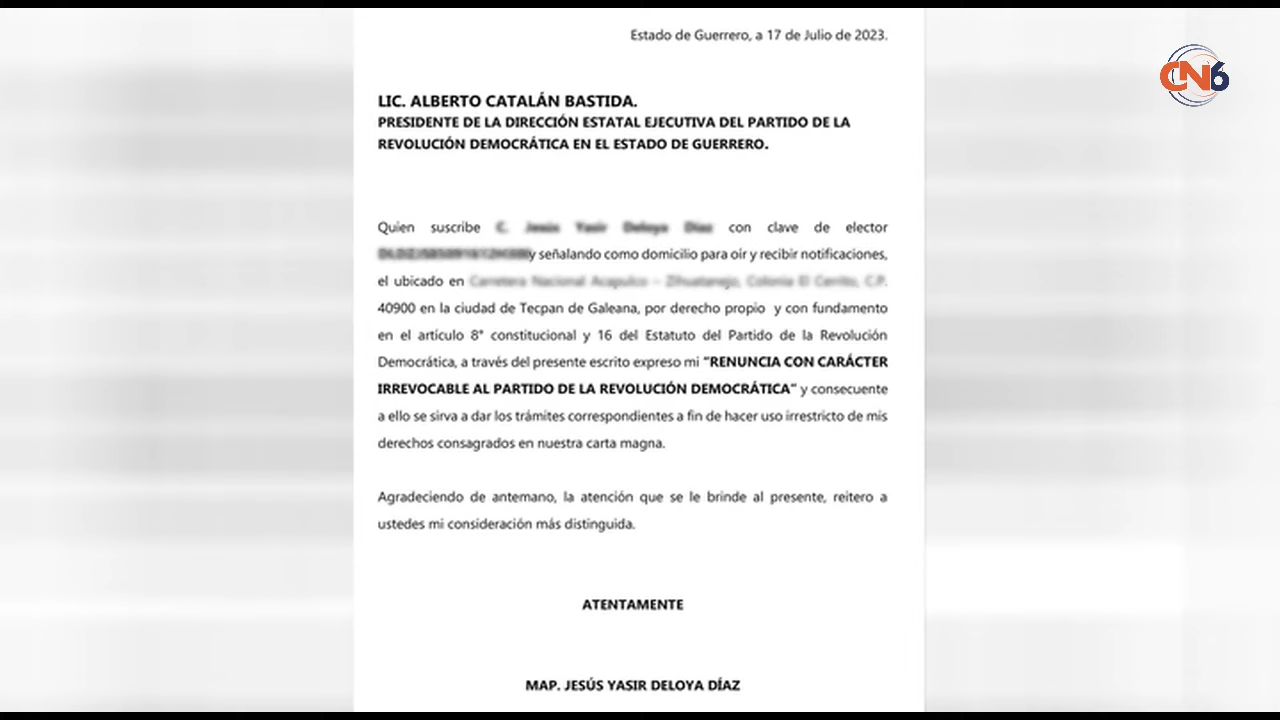 Estado de Guerrero, a 17 de Julio de 2023.
CN6
LIC. ALBERTO CATALÁN BASTIDA.
PRESIDENTE DE LA DIRECCIÓN ESTATAL EJECUTIVA DEL PARTIDO DE LA
REVOLUCIÓN DEMOCRÁTICA EN EL ESTADO DE GUERRERO.
Quien suscribe con clave de elector
y señalando como domicilio para oír y recibir notificaciones,
el ubicado en
40900 en la ciudad de Tecpan de Galeana, por derecho propio y con fundamento
en el artículo 8° constitucional y 16 del Estatuto del Partido de la Revolución
Democrática, a través del presente escrito expreso mi "RENUNCIA CON CARÁCTER
IRREVOCABLE AL PARTIDO DE LA REVOLUCIÓN DEMOCRÁTICA" y consecuente
a ello se sirva a dar los trámites correspondientes a fin de hacer uso irrestricto de mis
derechos consagrados en nuestra carta magna.
Agradeciendo de antemano, la atención que se le brinde al presente, reitero a
ustedes mi consideración más distinguida.
ATENTAMENTE
MAP. JESÚS YASIR DELOYA DÍAZ